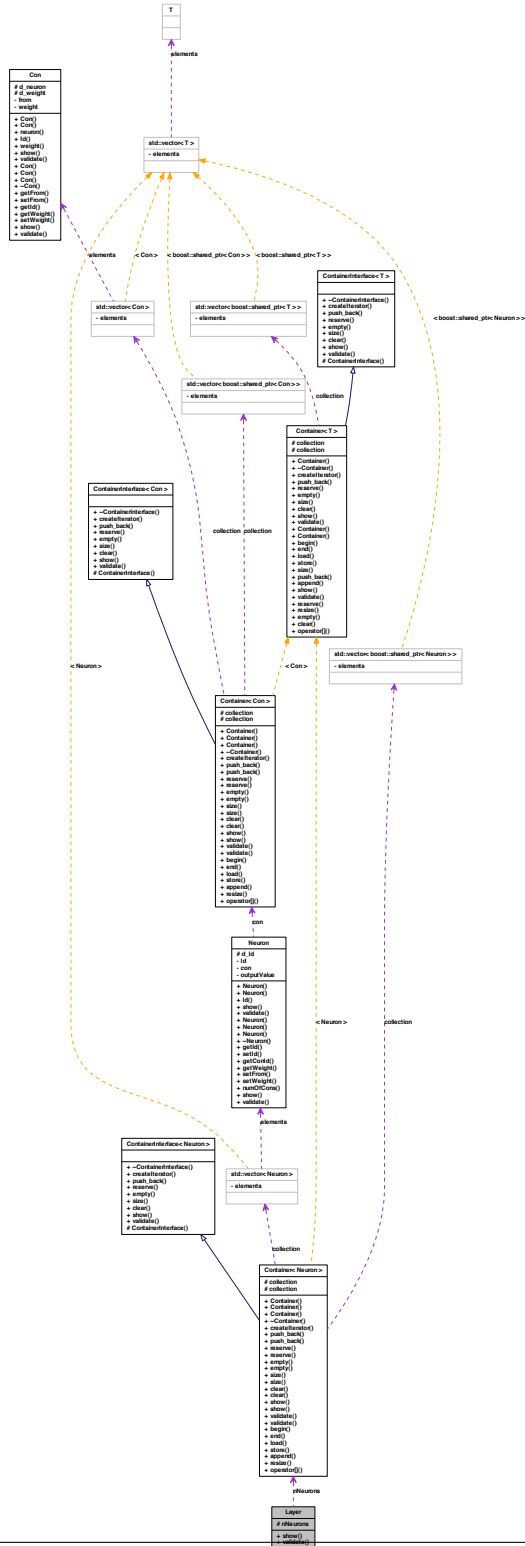 T
elements
Con
# d_neuron
# d_weight
- from
- weight
+ Con()
+ Con()
+ neuron()
+ Id()
+ weight()
+ show()
+ validate()
+ Con()
+ Con()
+ Con()
+ ~Con()
+ getFrom()
+ setFrom()
+ getId()
+ getWeight()
+ setWeight()
+ show()
+ validate()
std::vector< T >
- elements
elements
< Con >
< boost::shared_ptr< Con > >
< boost::shared_ptr< T > >
< boost::shared_ptr< Neuron > >
ContainerInterface< T >
+ ~ContainerInterface()
+ createIterator()
+ push_back()
+ reserve()
+ empty()
+ size()
+ clear()
+ show()
+ validate()
# ContainerInterface()
std::vector< Con >
- elements
std::vector< boost::shared_ptr< T > >
- elements
std::vector< boost::shared_ptr< Con > >
- elements
collection
Container< T >
# collection
# collection
+ Container()
+ ~Container()
+ createIterator()
+ push_back()
+ reserve()
+ empty()
+ size()
+ clear()
+ show()
+ validate()
+ Container()
+ Container()
+ begin()
+ end()
+ load()
+ store()
+ size()
+ push_back()
+ append()
+ show()
+ validate()
+ reserve()
+ resize()
+ empty()
+ clear()
+ operator[]()
ContainerInterface< Con >
+ ~ContainerInterface()
+ createIterator()
+ push_back()
+ reserve()
+ empty()
+ size()
+ clear()
+ show()
+ validate()
# ContainerInterface()
collection
collection
std::vector< boost::shared_ptr< Neuron > >
- elements
< Neuron >
< Con >
Container< Con >
# collection
# collection
+ Container()
+ Container()
+ Container()
+ ~Container()
+ createIterator()
+ push_back()
+ push_back()
+ reserve()
+ reserve()
+ empty()
+ empty()
+ size()
+ size()
+ clear()
+ clear()
+ show()
+ show()
+ validate()
+ validate()
+ begin()
+ end()
+ load()
+ store()
+ append()
+ resize()
+ operator[]()
con
Neuron
# d_Id
- Id
- con
- outputValue
+ Neuron()
+ Neuron()
+ Id()
+ show()
+ validate()
+ Neuron()
+ Neuron()
+ Neuron()
+ ~Neuron()
+ getId()
+ setId()
+ getConId()
+ getWeight()
+ setFrom()
+ setWeight()
+ numOfCons()
+ show()
+ validate()
< Neuron >
collection
elements
ContainerInterface< Neuron >
+ ~ContainerInterface()
+ createIterator()
+ push_back()
+ reserve()
+ empty()
+ size()
+ clear()
+ show()
+ validate()
# ContainerInterface()
std::vector< Neuron >
- elements
collection
Container< Neuron >
# collection
# collection
+ Container()
+ Container()
+ Container()
+ ~Container()
+ createIterator()
+ push_back()
+ push_back()
+ reserve()
+ reserve()
+ empty()
+ empty()
+ size()
+ size()
+ clear()
+ clear()
+ show()
+ show()
+ validate()
+ validate()
+ begin()
+ end()
+ load()
+ store()
+ append()
+ resize()
+ operator[]()
nNeurons
Layer
# nNeurons
+ show()
+ validate()